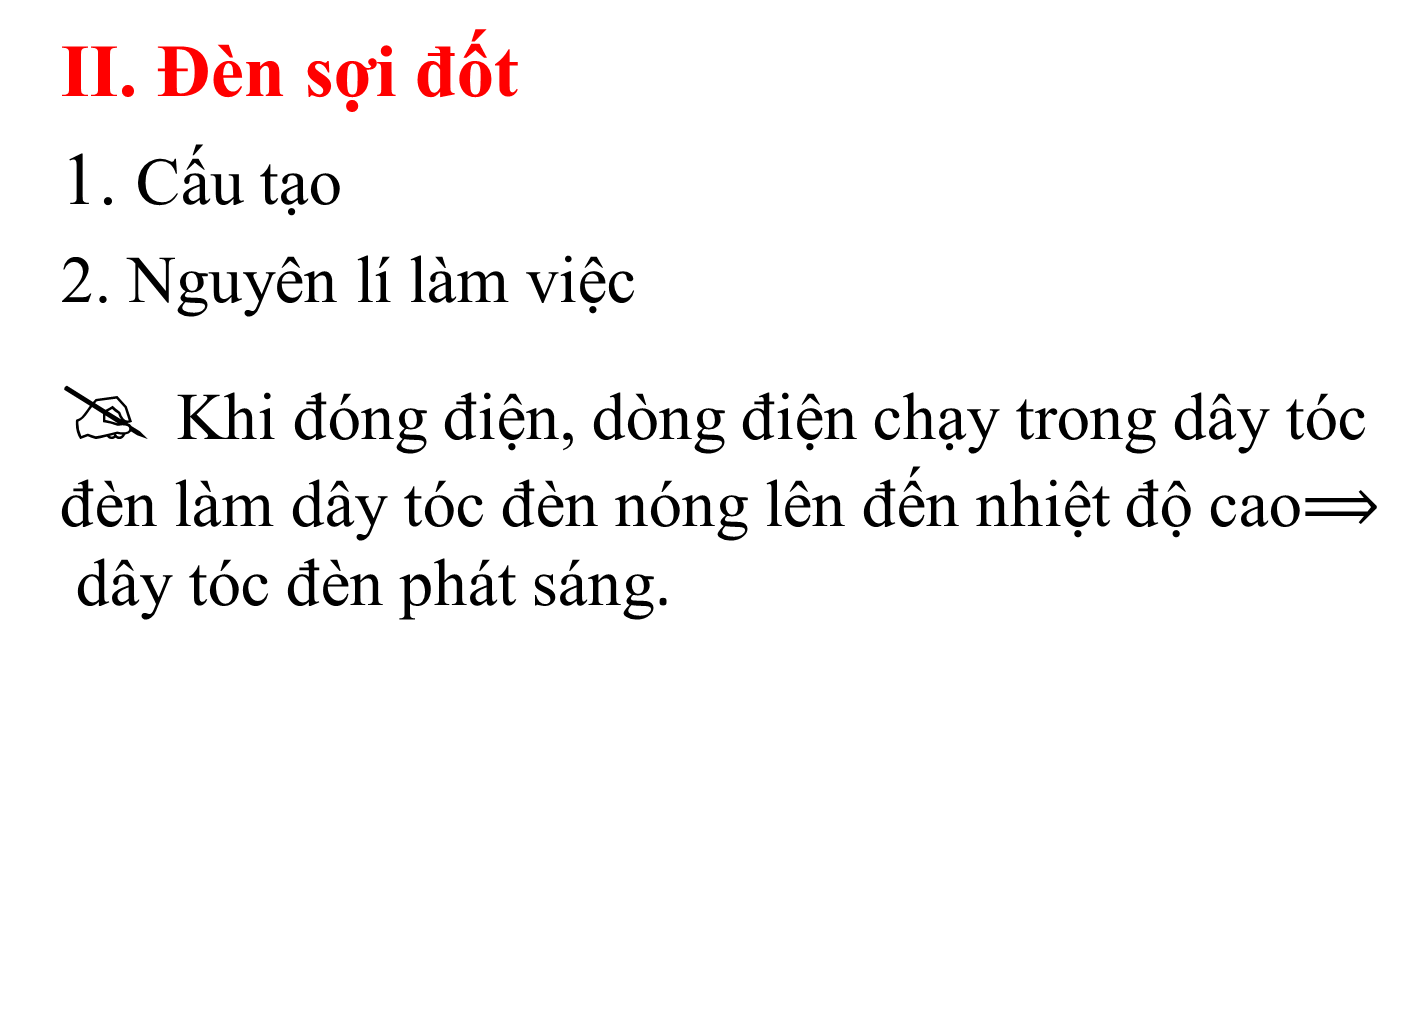 II. Đèn sợi đốt
1. Cấu tạo
2. Nguyên lí làm việc
✍ Khi đóng điện, dòng điện chạy trong dây tóc
đèn làm dây tóc đèn nóng lên đến nhiệt độ cao⟹
dây tóc đèn phát sáng.